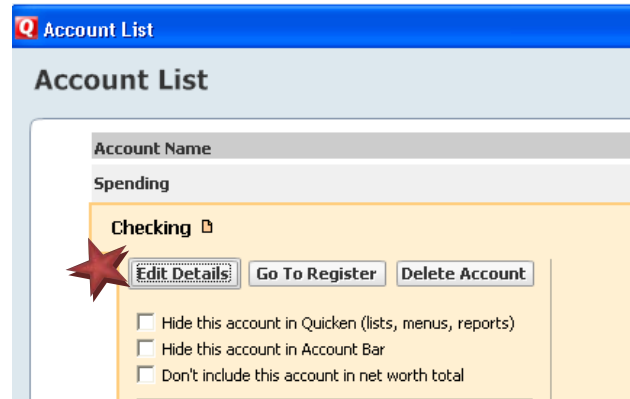 Q Account List
Account List
Account Name
Spending
Checking
Edit Details Go To Register Delete Account
Hide this account in Quicken (lists, menus, reports)
Hide this account in Account Bar
Don't include this account in net worth total